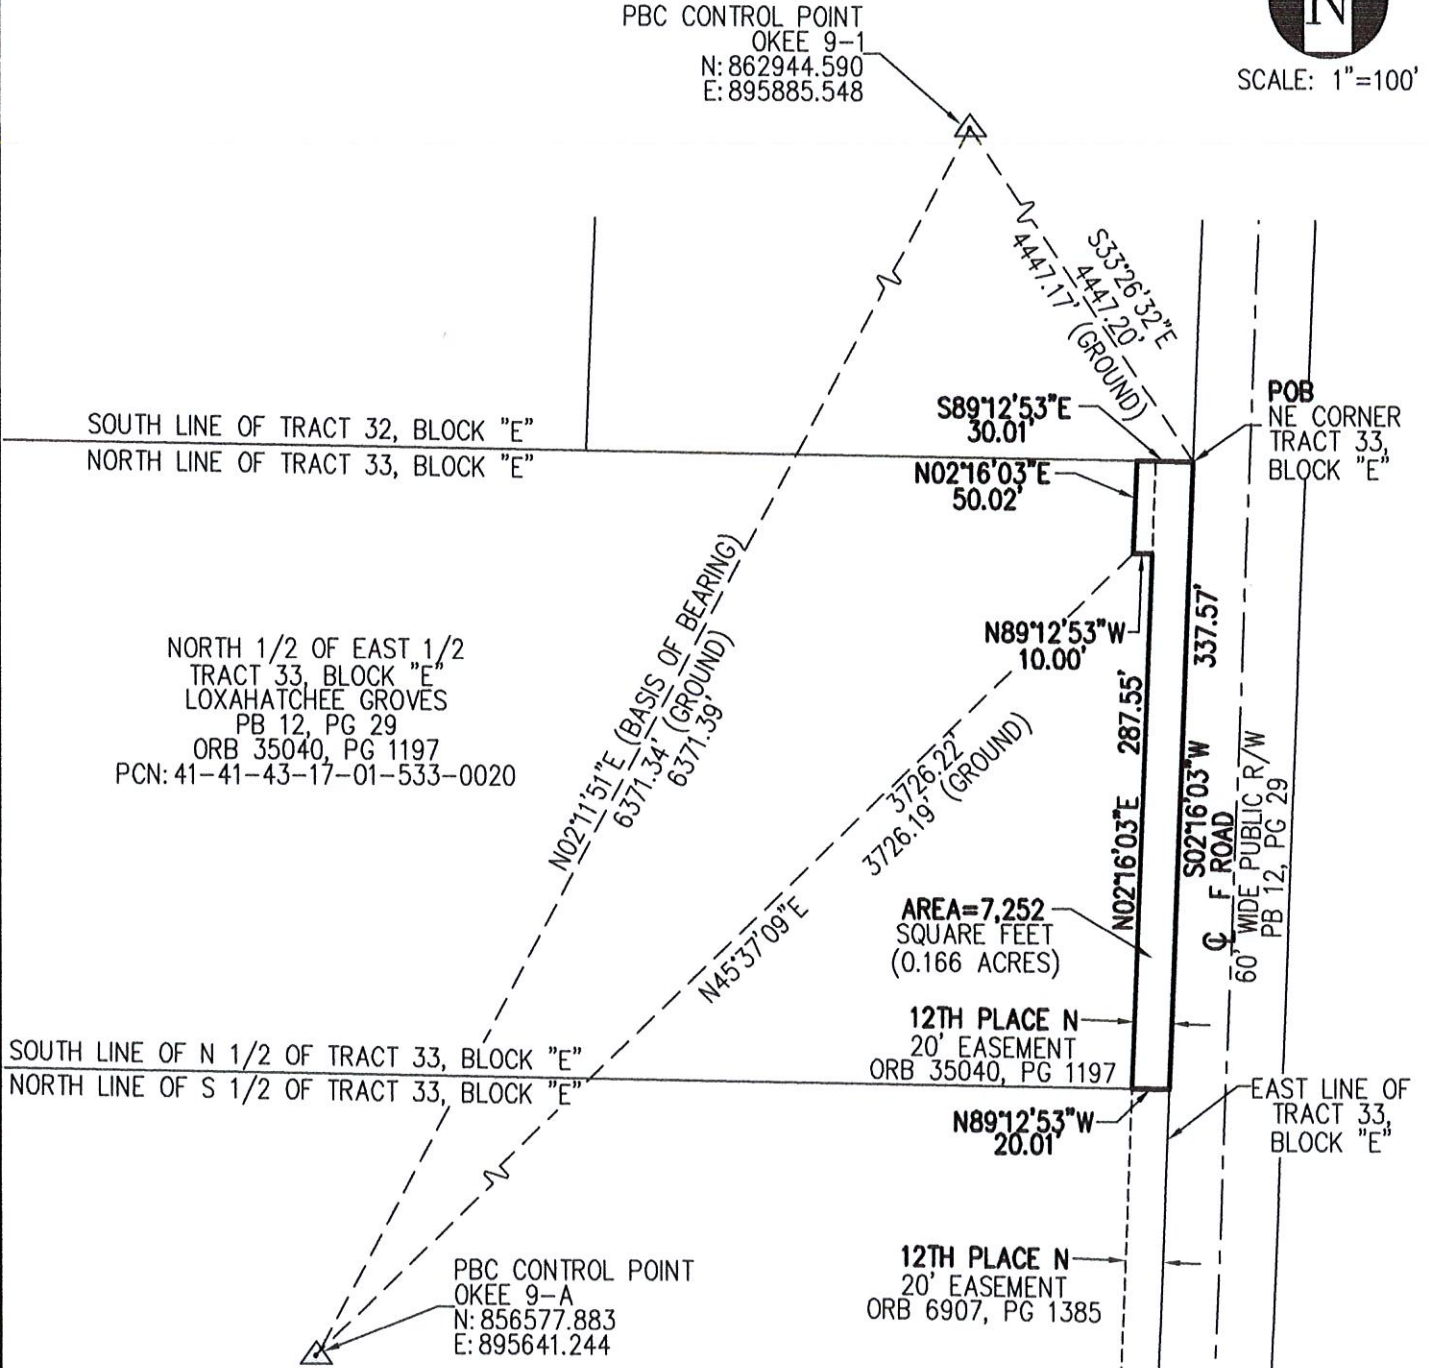 PBC CONTROL POINT
OKEE 9-1
N: 862944.590
E: 895885.548
N
SCALE: 1"=100'
S33°26'32"E
4447.20'
4447.17' (GROUND)
SOUTH LINE OF TRACT 32, BLOCK "E"
NORTH LINE OF TRACT 33, BLOCK "E"
S89°12'53"E
30.01'
POB
NE CORNER
TRACT 33,
BLOCK "E"
N02°16'03"E
50.02'
N02°11'51"E (BASIS OF BEARING)
6371.34' (GROUND)
6371.39'
NORTH 1/2 OF EAST 1/2
TRACT 33, BLOCK "E"
LOXAHATCHEE GROVES
PB 12, PG 29
ORB 35040, PG 1197
PCN: 41-41-43-17-01-533-0020
N89°12'53"W
10.00'
N02°16'03"E 287.55'
S02°16'03"W 337.57'
℄ F ROAD
60' WIDE PUBLIC R/W
PB 12, PG 29
N45°37'09"E
3726.22'
3726.19' (GROUND)
AREA=7,252
SQUARE FEET
(0.166 ACRES)
12TH PLACE N
20' EASEMENT
ORB 35040, PG 1197
SOUTH LINE OF N 1/2 OF TRACT 33, BLOCK "E"
NORTH LINE OF S 1/2 OF TRACT 33, BLOCK "E"
N89°12'53"W
20.01'
EAST LINE OF
TRACT 33,
BLOCK "E"
12TH PLACE N
20' EASEMENT
ORB 6907, PG 1385
PBC CONTROL POINT
OKEE 9-A
N: 856577.883
E: 895641.244